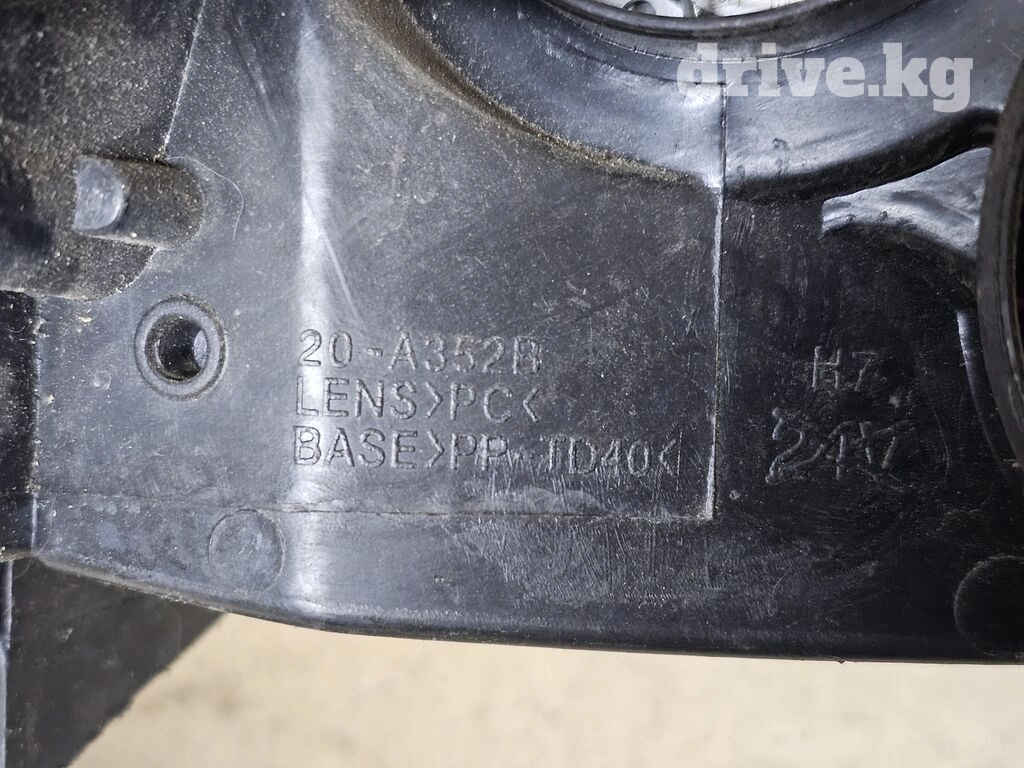 drive.kg
20-A352B
LENS>PC<
BASE>PP-TD40<
H7
24V